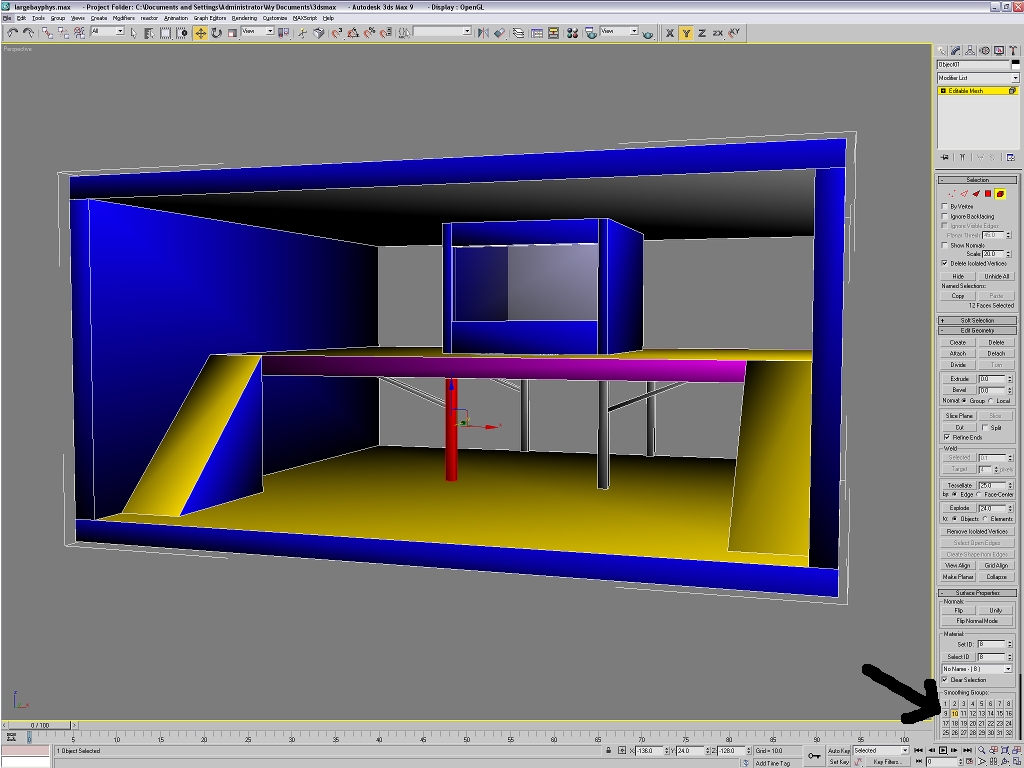 largebayphys.max - Project Folder: C:\Documents and Settings\Administrator\My Documents\3dsmax - Autodesk 3ds Max 9 - Display : OpenGL
File Edit Tools Group Views Create Modifiers reactor Animation Graph Editors Rendering Customize MAXScript Help
All View View X Y Z ZX XY
Perspective
Object01
Modifier List
Editable Mesh
- Selection
By Vertex
Ignore Backfacing
Ignore Visible Edges
Planar Thresh: 45.0
Show Normals
Scale: 20.0
Delete Isolated Vertices
Hide Unhide All
Named Selections:
Copy Paste
12 Faces Selected
+ Soft Selection
- Edit Geometry
Create Delete
Attach Detach
Divide Turn
Extrude 0.0
Bevel 0.0
Normal: Group Local
Slice Plane Slice
Cut Split
Refine Ends
Weld
Selected 0.1
Target 4 pixels
Tessellate 25.0
by: Edge Face-Center
Explode 24.0
to: Objects Elements
Remove Isolated Vertices
Select Open Edges
Create Shape from Edges
View Align Grid Align
Make Planar Collapse
- Surface Properties
Normals:
Flip Unify
Flip Normal Mode
Material:
Set ID: 8
Select ID 8
No Name - ( 8 )
Clear Selection
Smoothing Groups:
1 2 3 4 5 6 7 8
9 10 11 12 13 14 15 16
17 18 19 20 21 22 23 24
25 26 27 28 29 30 31 32
z
x
0 / 100
0 5 10 15 20 25 30 35 40 45 50 55 60 65 70 75 80 85 90 95 100
1 Object Selected X: -136.0 Y: 24.0 Z: -128.0 Grid = 10.0 Auto Key Selected
Add Time Tag Set Key Key Filters... 0